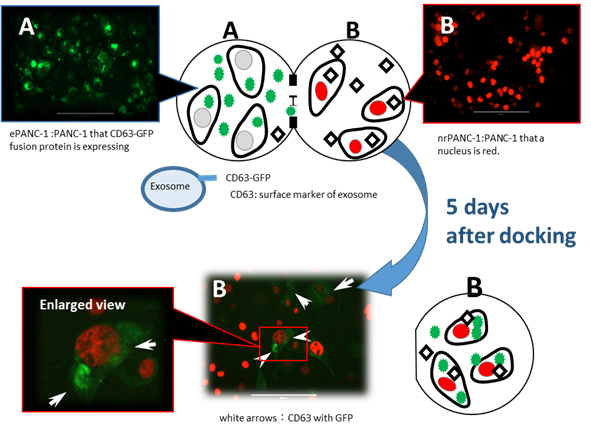 A
A
B
B
ePANC-1 :PANC-1 that CD63-GFP
fusion protein is expressing
nrPANC-1:PANC-1 that a
nucleus is red.
Exosome
CD63-GFP
CD63: surface marker of exosome
5 days
after docking
Enlarged view
B
B
white arrows：CD63 with GFP